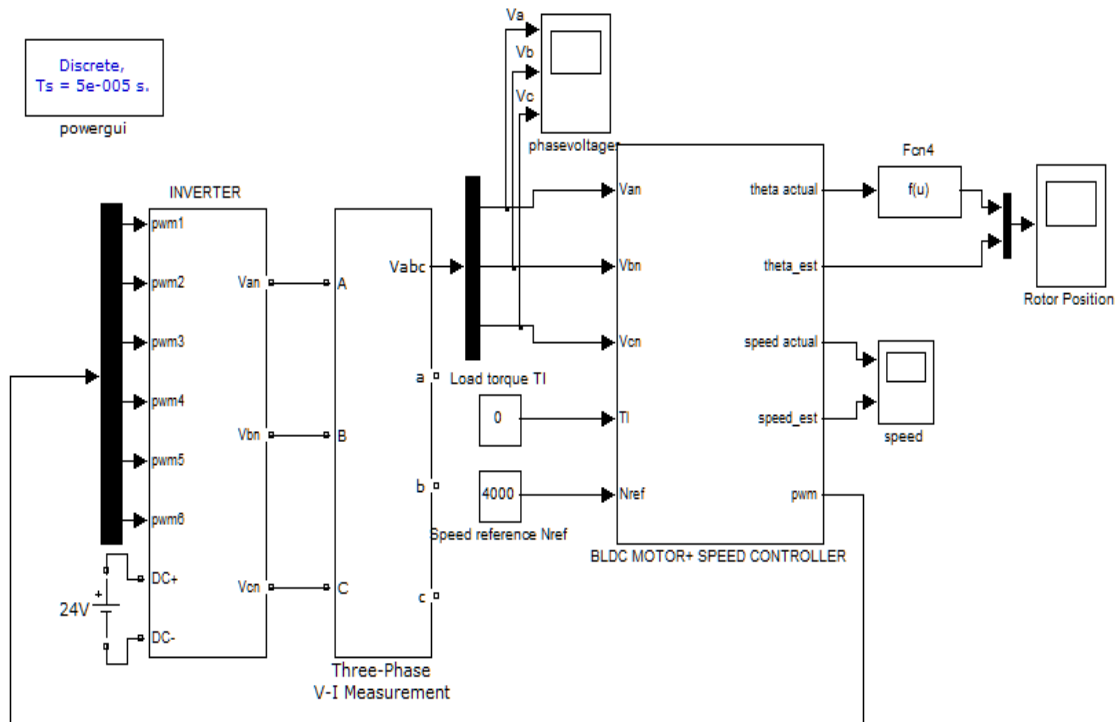 Discrete,
Ts = 5e-005 s.
powergui
Va
Vb
Vc
phasevoltages
INVERTER
pwm1
pwm2
pwm3
pwm4
pwm5
pwm6
DC+
DC-
Van
Vbn
Vcn
+
24V
A
B
C
Vabc
a
b
c
Three-Phase
V-I Measurement
Load torque Tl
0
4000
Speed reference Nref
Van
Vbn
Vcn
Tl
Nref
theta actual
theta_est
speed actual
speed_est
pwm
BLDC MOTOR+ SPEED CONTROLLER
Fcn4
f(u)
Rotor Position
speed